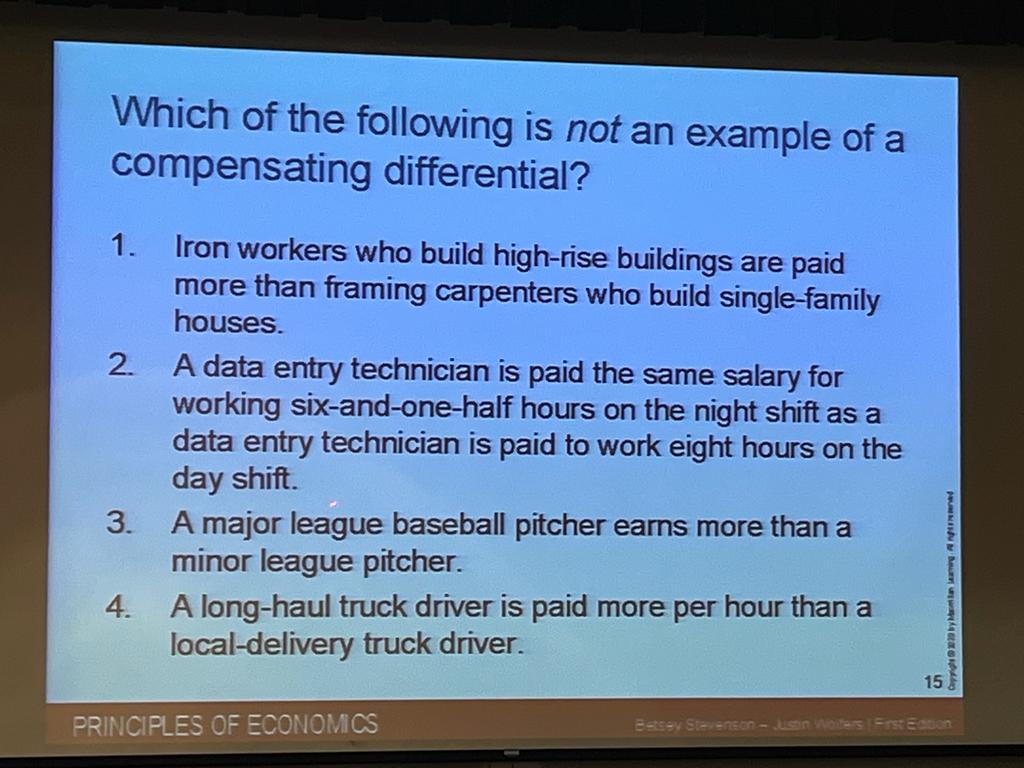 Which of the following is not an example of a
compensating differential?
1. Iron workers who build high-rise buildings are paid
more than framing carpenters who build single-family
houses.
2. A data entry technician is paid the same salary for
working six-and-one-half hours on the night shift as a
data entry technician is paid to work eight hours on the
day shift.
3. A major league baseball pitcher earns more than a
minor league pitcher.
4. A long-haul truck driver is paid more per hour than a
local-delivery truck driver.
15
Copyright © 2020 by Macmillan Learning. All rights reserved
PRINCIPLES OF ECONOMICS
Betsey Stevenson – Justin Wolfers | First Edition